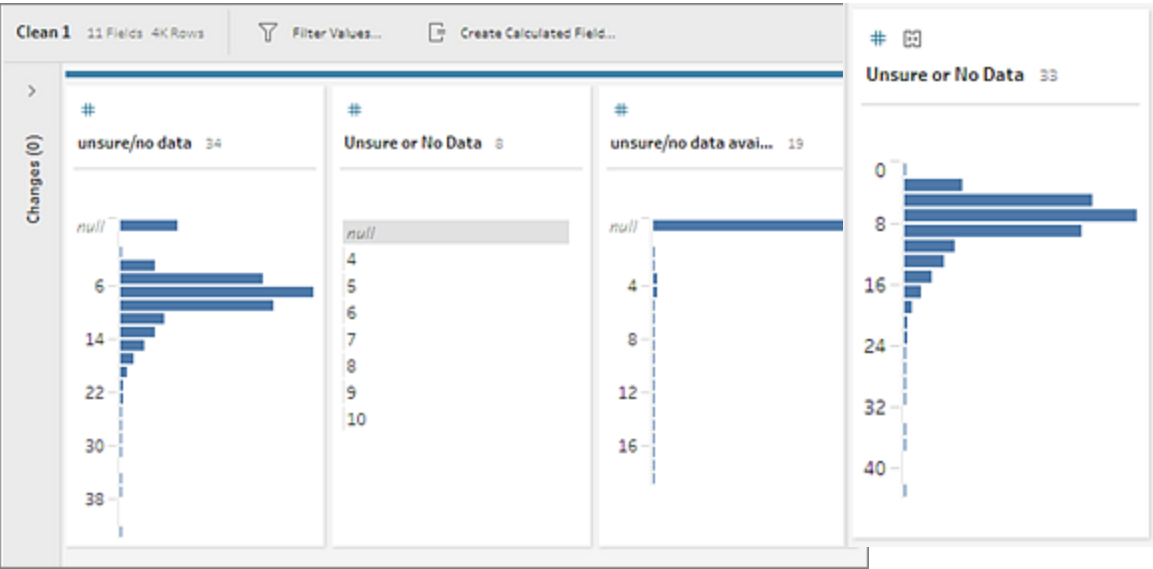 Clean 1 11 Fields 4K Rows Filter Values... Create Calculated Field...
Changes (0)
#
unsure/no data 34
null
6
14
22
30
38
#
Unsure or No Data 8
null
4
5
6
7
8
9
10
#
unsure/no data avai... 19
null
4
8
12
16
#
Unsure or No Data 33
0
8
16
24
32
40